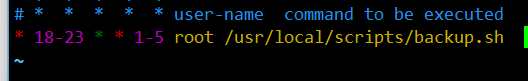 # *  *  *  *  * user-name  command to be executed
* 18-23 * * 1-5 root /usr/local/scripts/backup.sh
~